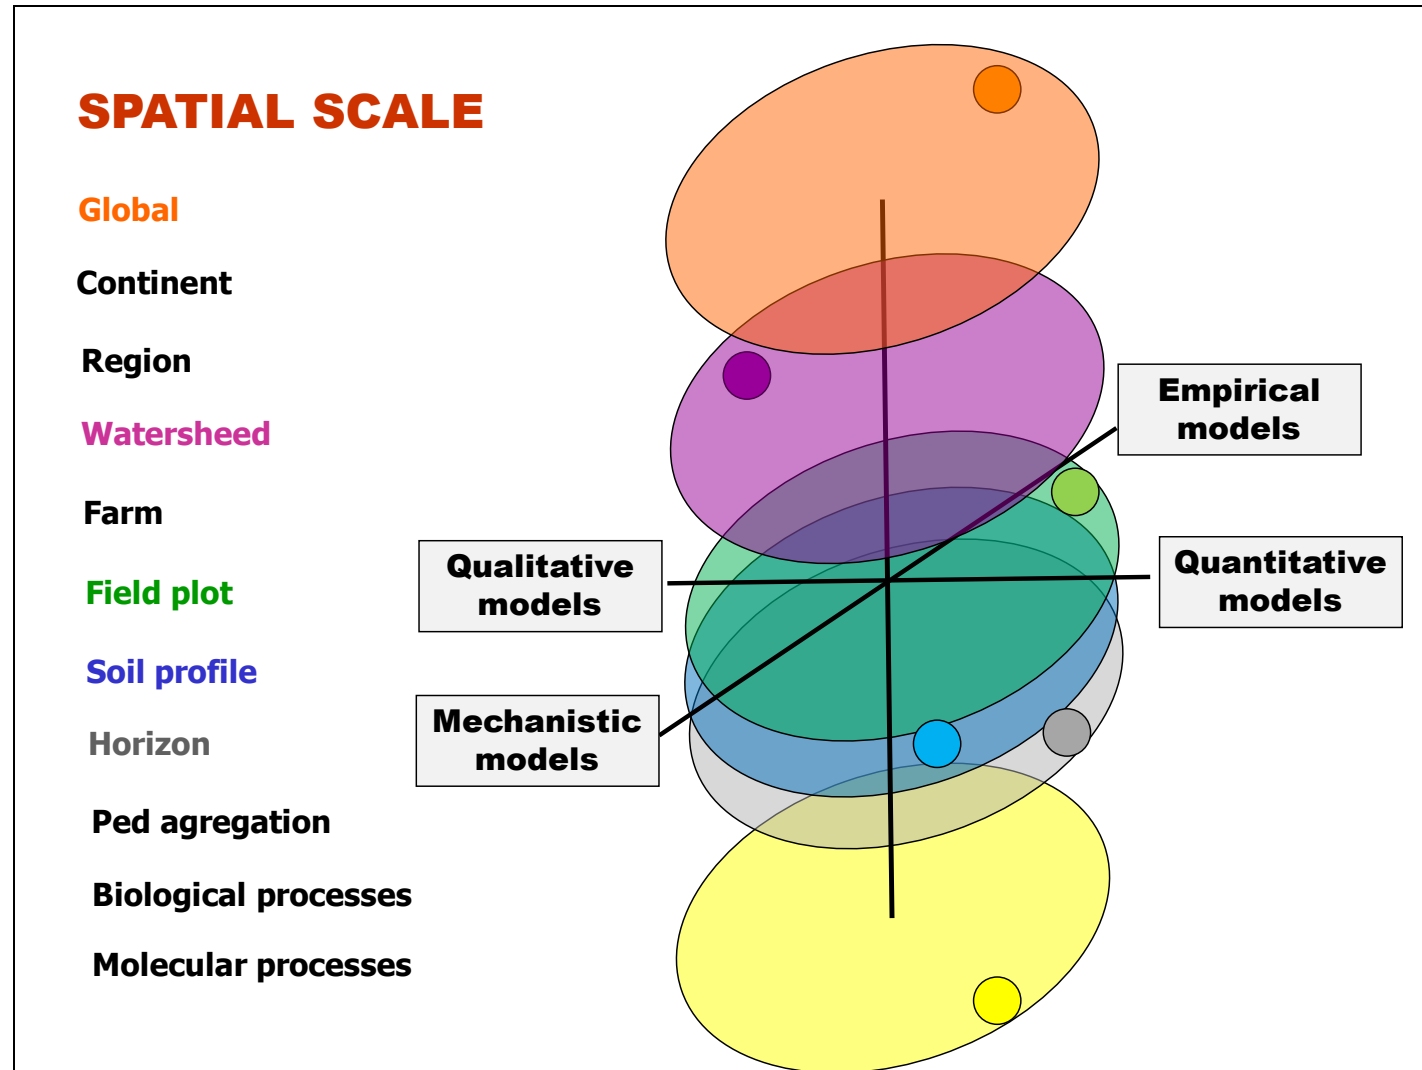 SPATIAL SCALE
Global
Continent
Region
Watersheed
Farm
Field plot
Soil profile
Horizon
Ped agregation
Biological processes
Molecular processes
Empirical
models
Qualitative
models
Quantitative
models
Mechanistic
models